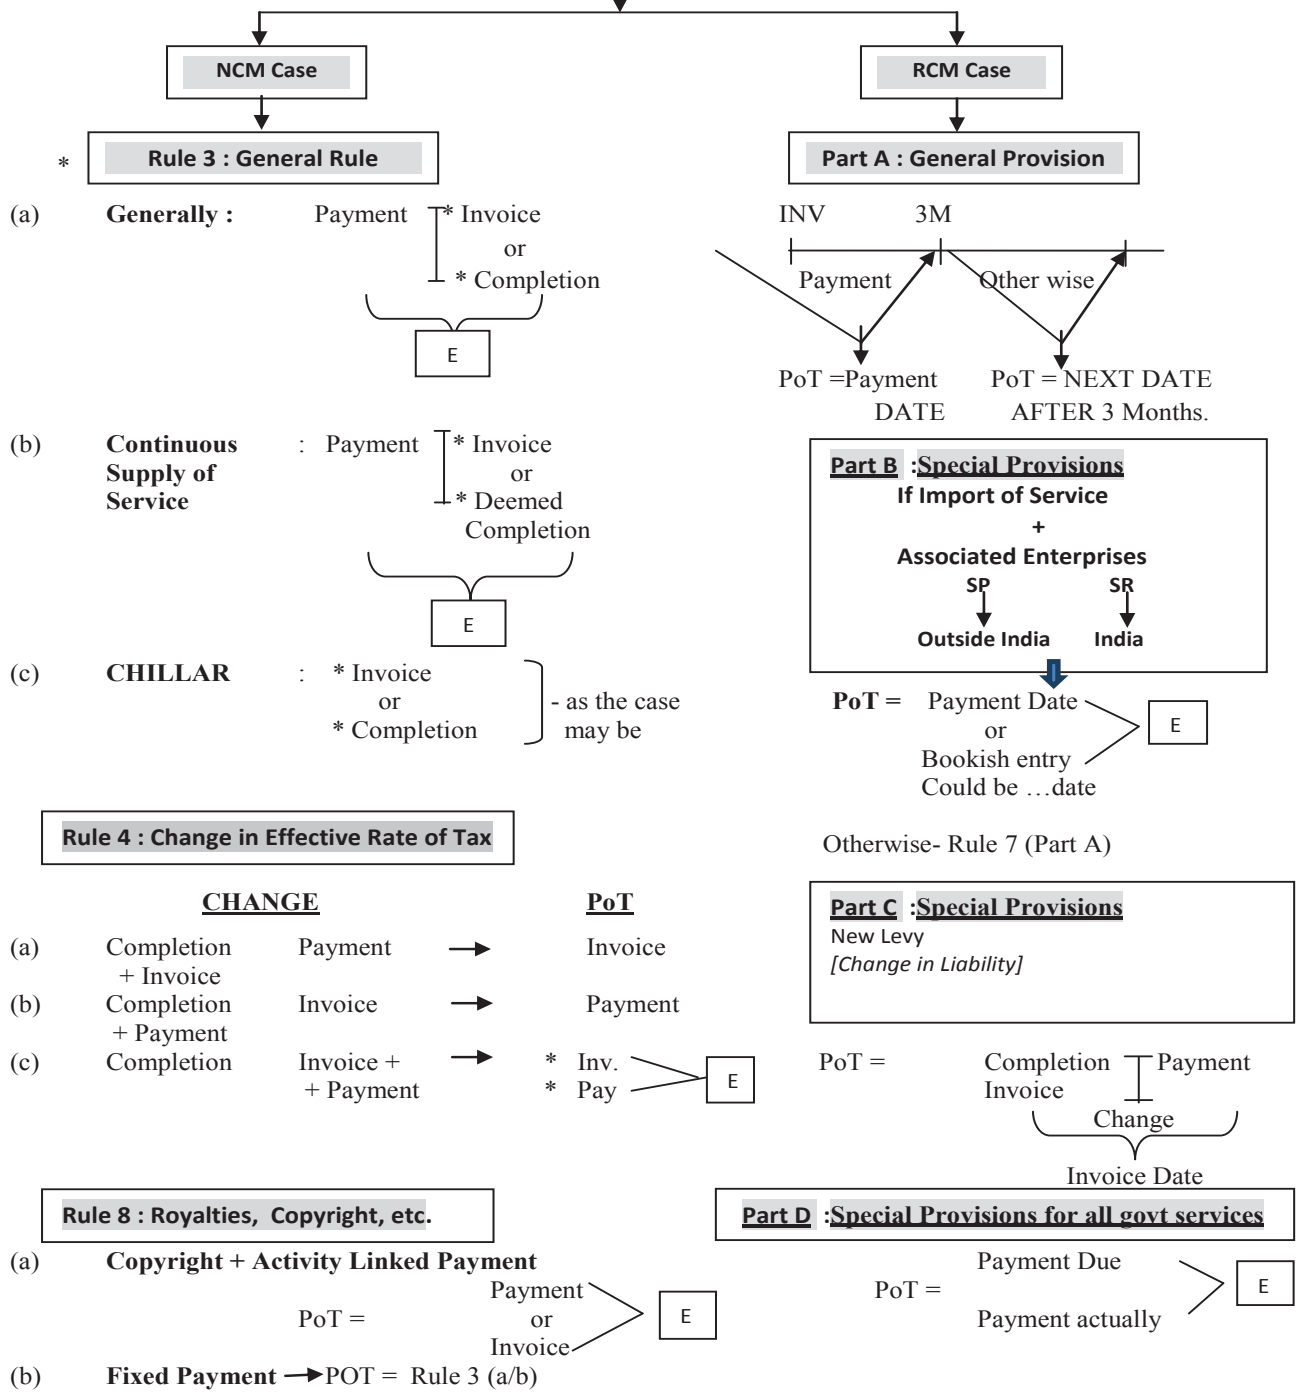 NCM Case
* Rule 3 : General Rule
(a) Generally : Payment * Invoice
or
* Completion
E
(b) Continuous : Payment * Invoice
Supply of or
Service * Deemed
Completion
E
(c) CHILLAR : * Invoice
or - as the case
* Completion may be
Rule 4 : Change in Effective Rate of Tax
CHANGE PoT
(a) Completion Payment Invoice
+ Invoice
(b) Completion Invoice Payment
+ Payment
(c) Completion Invoice + * Inv.
+ Payment * Pay
E
Rule 8 : Royalties, Copyright, etc.
(a) Copyright + Activity Linked Payment
Payment
PoT = or E
Invoice
(b) Fixed Payment POT = Rule 3 (a/b)
RCM Case
Part A : General Provision
INV 3M
Payment Other wise
PoT =Payment PoT = NEXT DATE
DATE AFTER 3 Months.
Part B :Special Provisions
If Import of Service
+
Associated Enterprises
SP SR
Outside India India
PoT = Payment Date
or E
Bookish entry
Could be ...date
Otherwise- Rule 7 (Part A)
Part C :Special Provisions
New Levy
[Change in Liability]
PoT = Completion Payment
Invoice
Change
Invoice Date
Part D :Special Provisions for all govt services
Payment Due
PoT = E
Payment actually